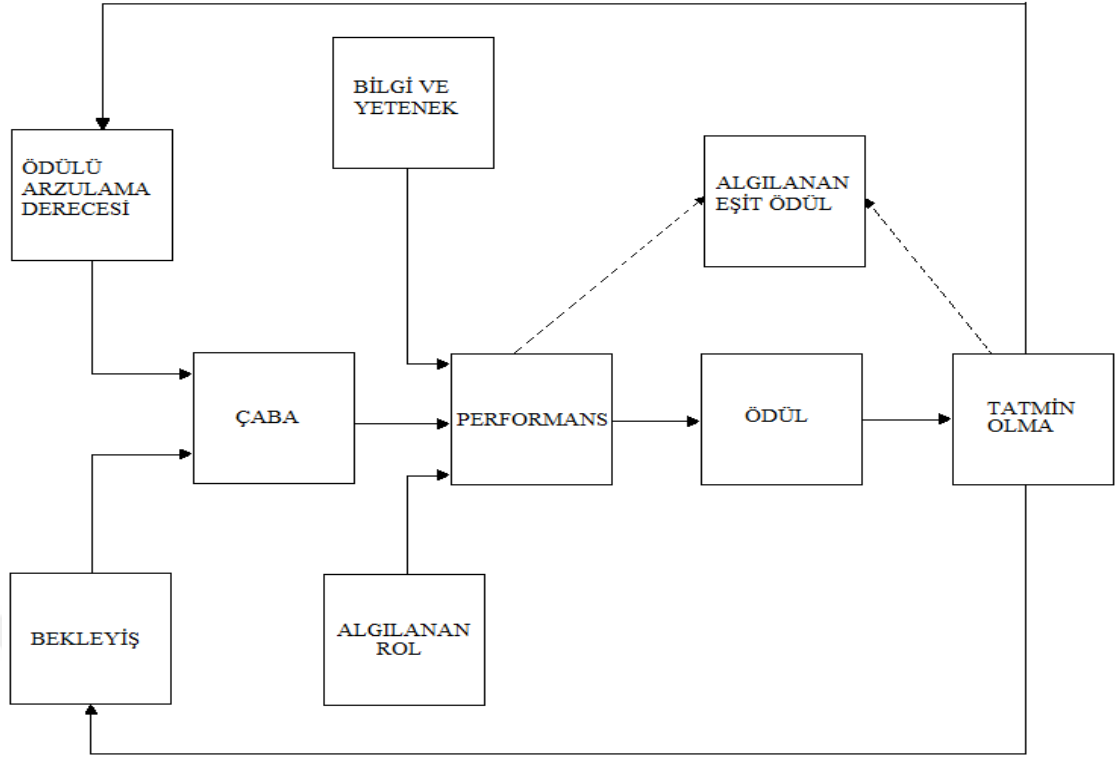 BİLGİ VE
YETENEK
ÖDÜLÜ
ARZULAMA
DERECESİ
ALGILANAN
EŞİT ÖDÜL
ÇABA
PERFORMANS
ÖDÜL
TATMİN
OLMA
BEKLEYİŞ
ALGILANAN
ROL